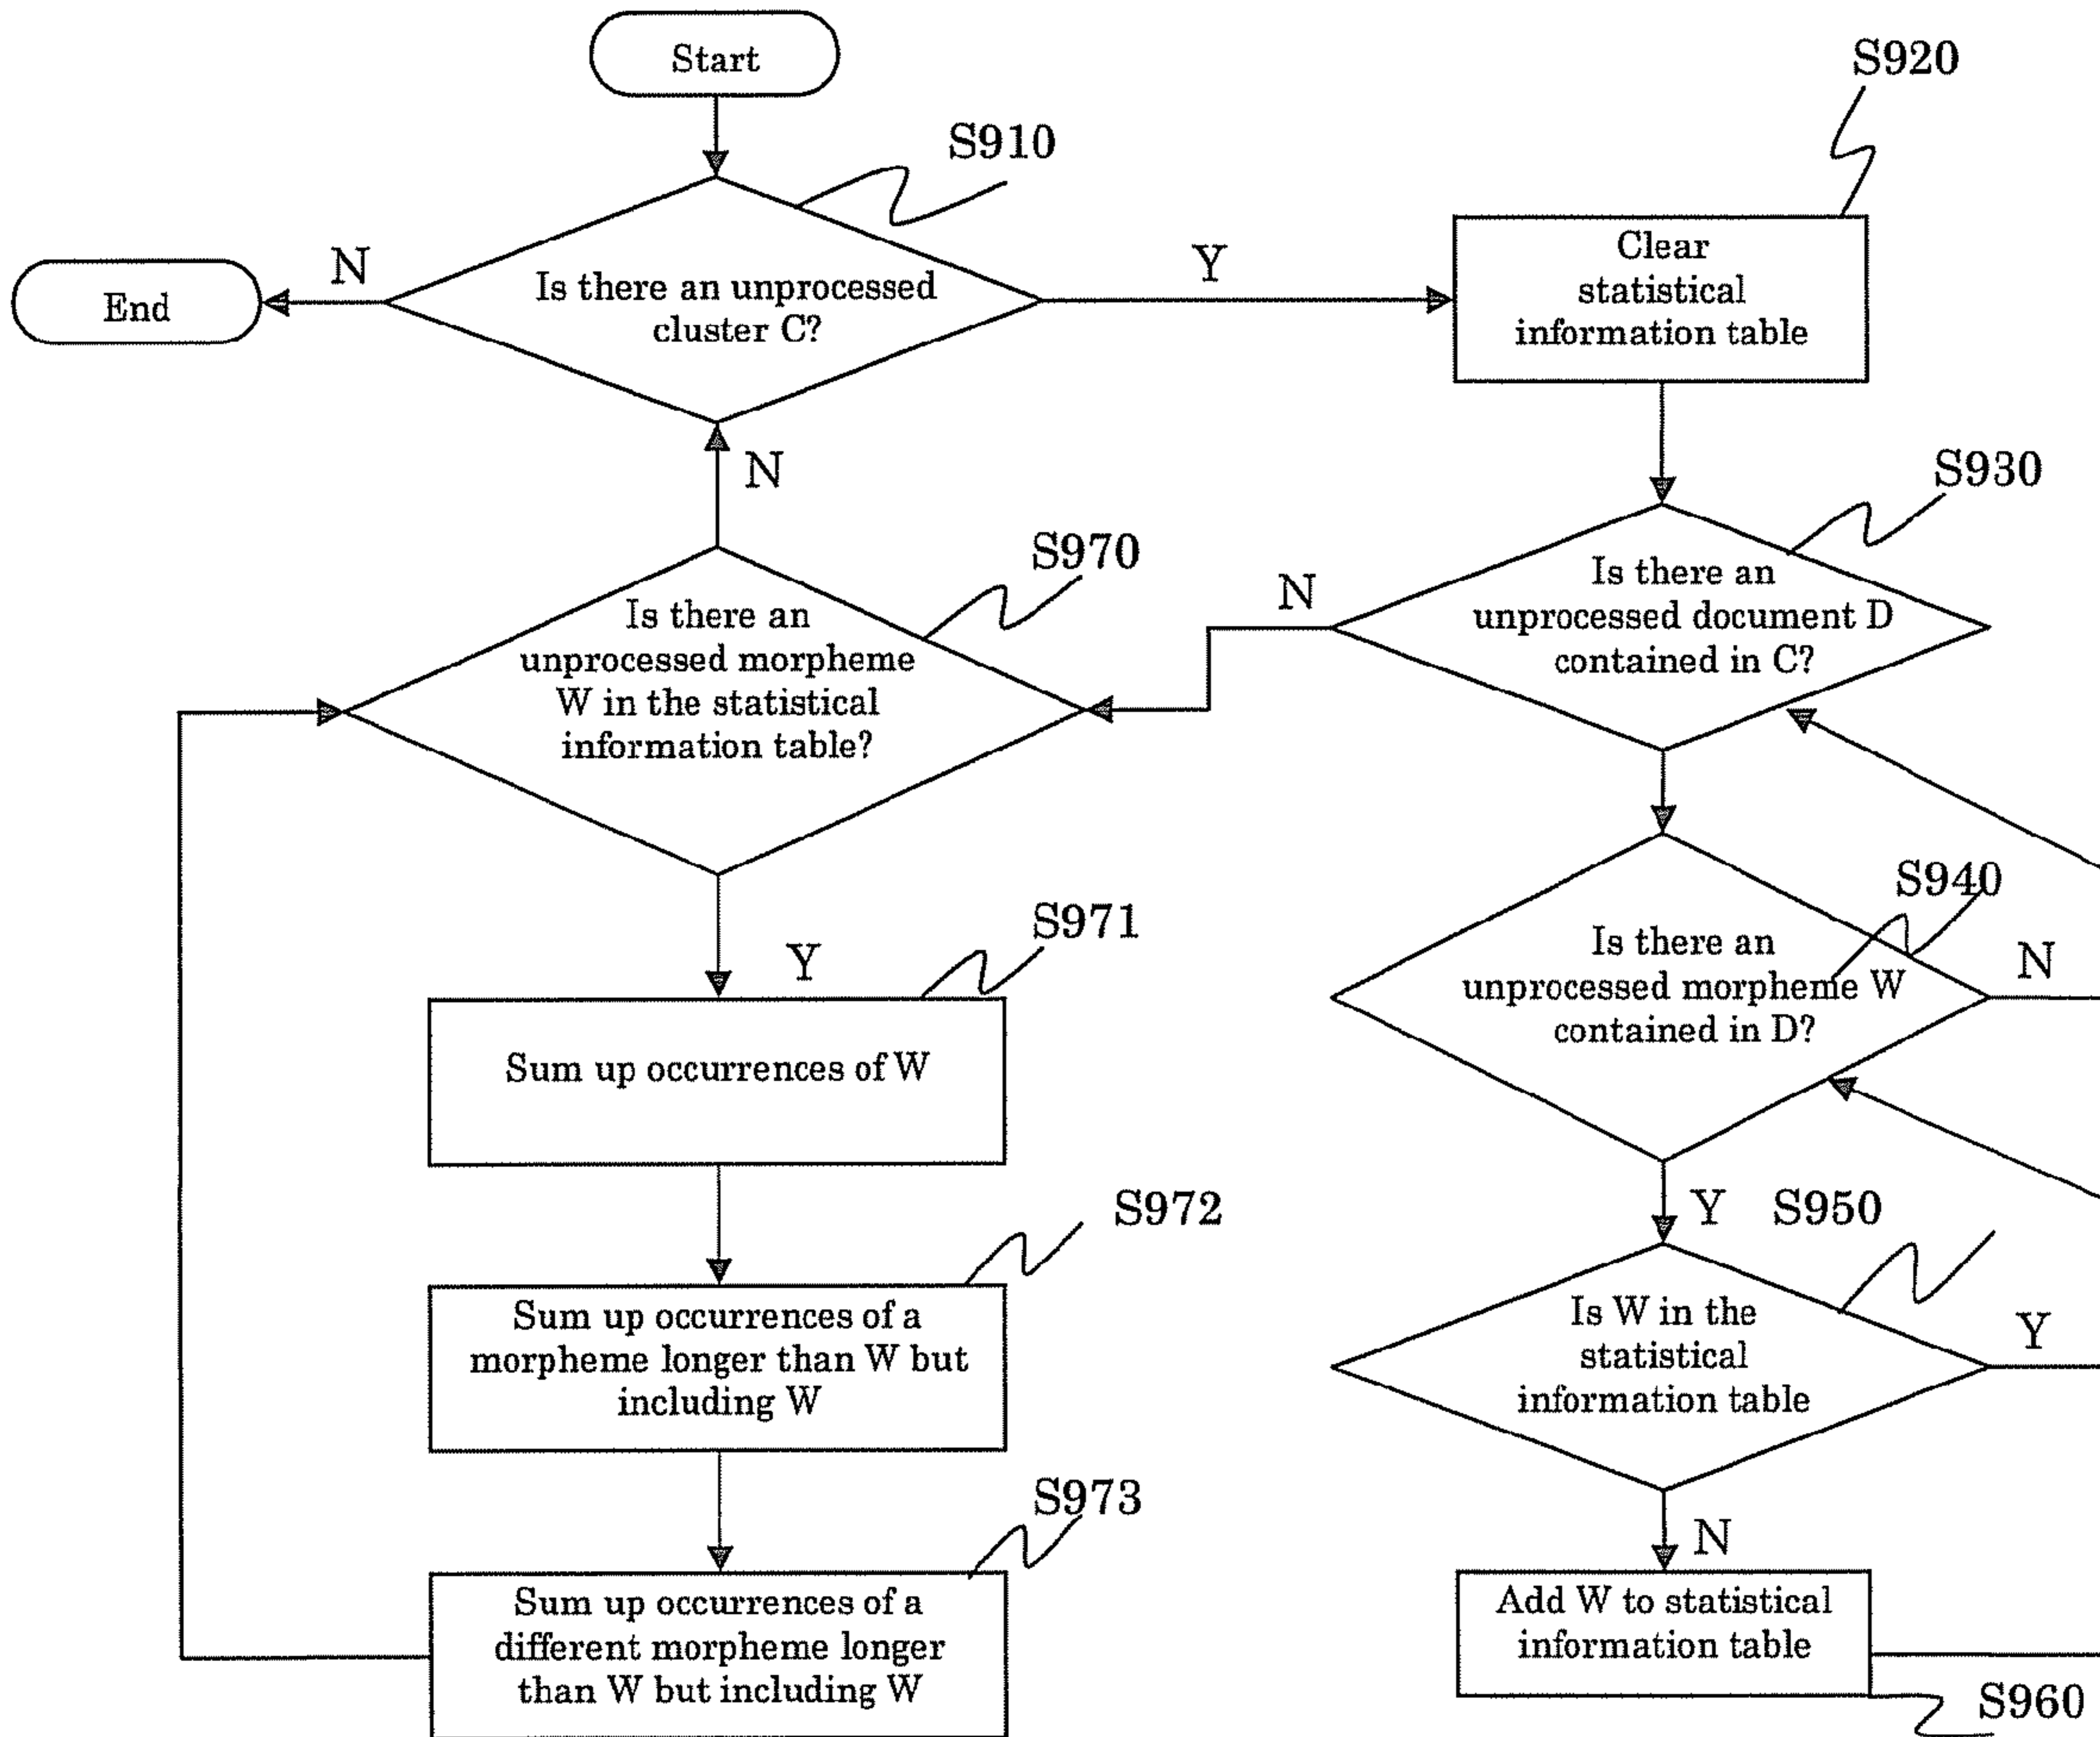 Start
S910
S920
Is there an unprocessed
cluster C?
N
End
Y
Clear
statistical
information table
N
S930
Is there an
unprocessed document D
contained in C?
N
S970
Is there an
unprocessed morpheme
W in the statistical
information table?
S940
Is there an
unprocessed morpheme W
contained in D?
N
Y
S971
Sum up occurrences of W
Y
S950
Is W in the
statistical
information table
Y
S972
Sum up occurrences of a
morpheme longer than W but
including W
N
S973
Sum up occurrences of a
different morpheme longer
than W but including W
Add W to statistical
information table
S960